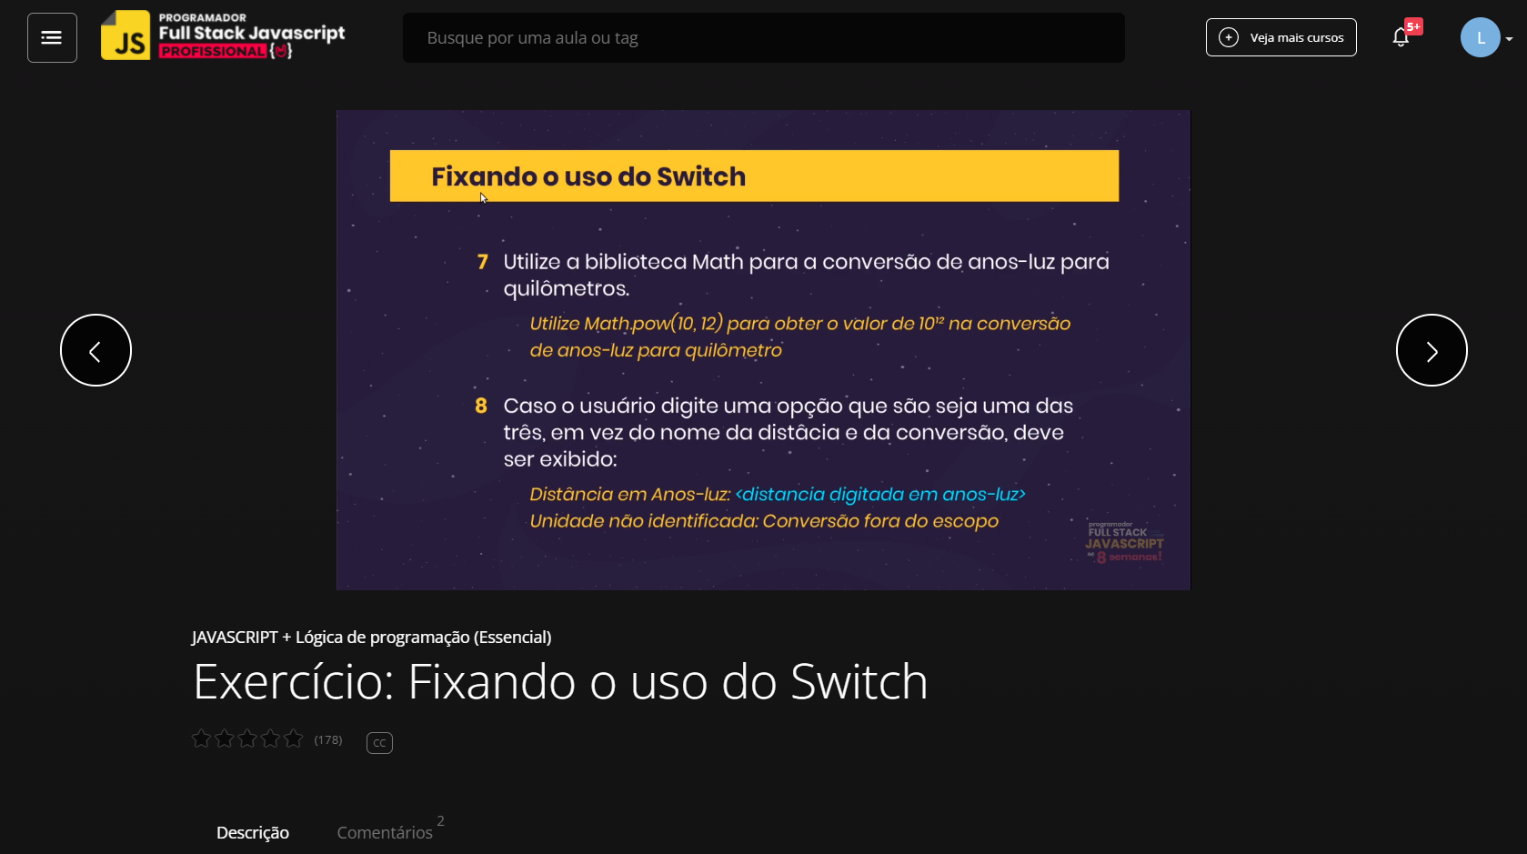 JS
PROGRAMADOR
Full Stack Javascript
PROFISSIONAL
Busque por uma aula ou tag
Veja mais cursos
5+
L
Fixando o uso do Switch
7 Utilize a biblioteca Math para a conversão de anos-luz para
quilômetros.
Utilize Math.pow(10, 12) para obter o valor de 10¹² na conversão
de anos-luz para quilômetro
8 Caso o usuário digite uma opção que são seja uma das
três, em vez do nome da distâcia e da conversão, deve
ser exibido:
Distância em Anos-luz: <distancia digitada em anos-luz>
Unidade não identificada: Conversão fora do escopo
programador
FULL STACK
JAVASCRIPT
8 semanas!
JAVASCRIPT + Lógica de programação (Essencial)
Exercício: Fixando o uso do Switch
(178)
CC
Descrição
Comentários 2